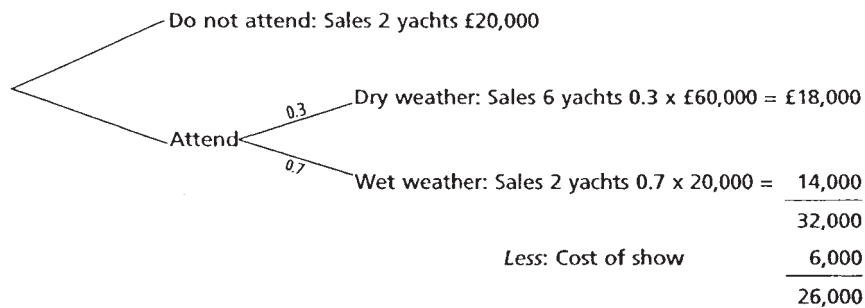 Do not attend: Sales 2 yachts £20,000
0.3
Dry weather: Sales 6 yachts 0.3 x £60,000 = £18,000
Attend
0.7
Wet weather: Sales 2 yachts 0.7 x 20,000 = 14,000
32,000
Less: Cost of show 6,000
26,000